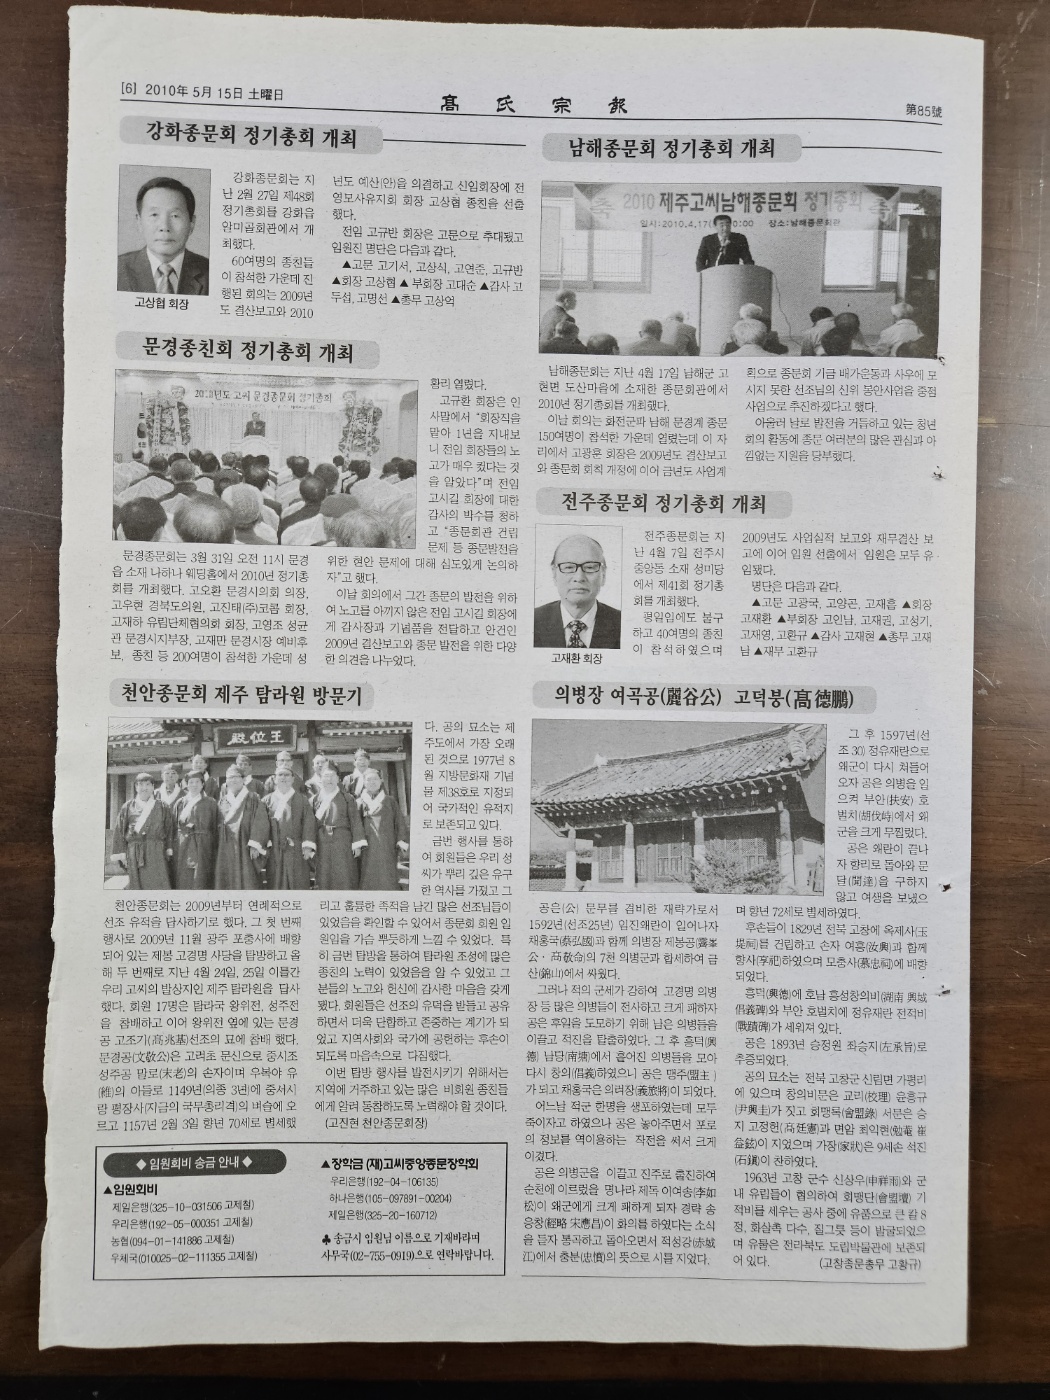 [6] 2010年 5月 15日 土曜日
高氏宗報
第85號
강화종문회 정기총회 개최
고상협 회장
강화종문회는 지
난 2월 27일 제48회
정기총회를 강화읍
알미골회관에서 개
최했다.
60여명의 종친들
이 참석한 가운데 진
행된 회의는 2009년
도 결산보고와 2010
년도 예산(안)을 의결하고 신임회장에 전
영모사유지회 회장 고상협 종친을 선출
했다.
전임 고규반 회장은 고문으로 추대됐고
임원진 명단은 다음과 같다.
▲고문 고기서, 고상식, 고연준, 고규반
▲회장 고상협 ▲부회장 고대순 ▲감사 고
두섭, 고명선 ▲총무 고상억
문경종친회 정기총회 개최
2010년도 고씨 문경종문회 정기총회
문경종문회는 3월 31일 오전 11시 문경
읍 소재 나하나 웨딩홀에서 2010년 정기총
회를 개최했다. 고오환 문경시의회 의장,
고우현 경북도의원, 고진태(주)코롬 회장,
고재하 유림단체협의회 회장, 고영조 성균
관 문경시지부장, 고재만 문경시장 예비후
보, 종친 등 200여명이 참석한 가운데 성
황리 열렸다.
고규환 회장은 인
사말에서 “회장직을
맡아 1년을 지내보
니 전임 회장들의 노
고가 매우 컸다는 것
을 알았다”며 전임
고시길 회장에 대한
감사의 박수를 청하
고 “종문회관 건립
문제 등 종문발전을
위한 현안 문제에 대해 심도있게 논의하
자”고 했다.
이날 회의에서 그간 종문의 발전을 위하
여 노고를 아끼지 않은 전임 고시길 회장에
게 감사장과 기념품을 전달하고 안건인
2009년 결산보고와 종문 발전을 위한 다양
한 의견을 나누었다.
천안종문회 제주 탐라원 방문기
殿位王
천안종문회는 2009년부터 연례적으로
선조 유적을 답사하기로 했다. 그 첫 번째
행사로 2009년 11월 광주 포충사에 배향
되어 있는 제봉 고경명 사당을 탐방하고 올
해 두 번째로 지난 4월 24일, 25일 이틀간
우리 고씨의 발상지인 제주 탐라원을 답사
했다. 회원 17명은 탐라국 왕위전, 성주전
을 참배하고 이어 왕위전 옆에 있는 문경
공 고조기(高兆基)선조의 묘에 참배 했다.
문경공(文敬公)은 고려초 문신으로 중시조
성주공 말로(末老)의 손자이며 우복야 유
(維)의 아들로 1149년(의종 3년)에 중서시
랑 평장사(지금의 국무총리격)의 벼슬에 오
르고 1157년 2월 3일 향년 70세로 별세했
다. 공의 묘소는 제
주도에서 가장 오래
된 것으로 1977년 8
월 지방문화재 기념
물 제38호로 지정되
어 국가적인 유적지
로 보존되고 있다.
금번 행사를 통하
여 회원들은 우리 성
씨가 뿌리 깊은 유구
한 역사를 가졌고 그
리고 훌륭한 족적을 남긴 많은 선조님들이
있었음을 확인할 수 있어서 종문회 회원 일
원임을 가슴 뿌듯하게 느낄 수 있었다. 특
히 금번 탐방을 통하여 탐라원 조성에 많은
종친의 노력이 있었음을 알 수 있었고 그
분들의 노고와 헌신에 감사한 마음을 갖게
됐다. 회원들은 선조의 유덕을 받들고 공유
하면서 더욱 단합하고 존중하는 계기가 되
었고 지역사회와 국가에 공헌하는 후손이
되도록 마음속으로 다짐했다.
이번 탐방 행사를 발전시키기 위해서는
지역에 거주하고 있는 많은 비회원 종친들
에게 알려 동참하도록 노력해야 할 것이다.
(고진현 천안종문회장)
◆ 임원회비 송금 안내 ◆
▲임원회비
제일은행(325-10-031506 고제철)
우리은행(192-05-000351 고제철)
농협(094-01-141886 고제철)
우체국(010025-02-111355 고제철)
▲장학금 (재)고씨중앙종문장학회
우리은행(192-04-106135)
하나은행(105-097891-00204)
제일은행(325-20-160712)
♣ 송금시 임원님 이름으로 기재바라며
사무국(02-755-0919)으로 연락바랍니다.
남해종문회 정기총회 개최
축 2010 제주고씨남해종문회 정기총회 축
일시:2010.4.17( 0:00 장소:남해종문회관
남해종문회는 지난 4월 17일 남해군 고
현면 도산마을에 소재한 종문회관에서
2010년 정기총회를 개최했다.
이날 회의는 화전군파 남해 문경계 종문
150여명이 참석한 가운데 열렸는데 이 자
리에서 고광훈 회장은 2009년도 결산보고
와 종문회 회칙 개정에 이어 금년도 사업계
획으로 종문회 기금 배가운동과 사우에 모
시지 못한 선조님의 신위 봉안사업을 중점
사업으로 추진하겠다고 했다.
아울러 날로 발전을 거듭하고 있는 청년
회의 활동에 종문 여러분의 많은 관심과 아
낌없는 지원을 당부했다.
전주종문회 정기총회 개최
고재환 회장
전주종문회는 지
난 4월 7일 전주시
중앙동 소재 성미당
에서 제41회 정기총
회를 개최했다.
평일임에도 불구
하고 40여명의 종친
이 참석하였으며
2009년도 사업실적 보고와 재무결산 보
고에 이어 임원 선출에서 임원은 모두 유
임됐다.
명단은 다음과 같다.
▲고문 고광국, 고양곤, 고재흡 ▲회장
고재환 ▲부회장 고인남, 고재권, 고성기,
고재영, 고환규 ▲감사 고재현 ▲총무 고재
남 ▲재무 고환규
의병장 여곡공(麗谷公) 고덕붕(高德鵬)
공은(公) 문무를 겸비한 재략가로서
1592년(선조25년) 임진왜란이 일어나자
채홍국(蔡弘國)과 함께 의병장 제봉공(霽峯
公·高敬命)의 7천 의병군과 합세하여 금
산(錦山)에서 싸웠다.
그러나 적의 군세가 강하여 고경명 의병
장 등 많은 의병들이 전사하고 크게 패하자
공은 후일을 도모하기 위해 남은 의병들을
이끌고 적진을 탈출하였다. 그 후 흥덕(興
德) 남당(南塘)에서 흩어진 의병들을 모아
다시 창의(倡義)하였으니 공은 맹주(盟主)
가 되고 채홍국은 의려장(義旅將)이 되었다.
어느날 적군 한명을 생포하였는데 모두
죽이자고 하였으나 공은 놓아주면서 포로
의 정보를 역이용하는 작전을 써서 크게
이겼다.
공은 의병군을 이끌고 진주로 출진하여
순천에 이르렀을 명나라 제독 이여송(李如
松)이 왜군에게 크게 패하게 되자 경략 송
응창(經略 宋應昌)이 화의를 하였다는 소식
을 듣자 통곡하고 돌아오면서 적성강(赤城
江)에서 충분(忠憤)의 뜻으로 시를 지었다.
그 후 1597년(선
조 30) 정유재란으로
왜군이 다시 쳐들어
오자 공은 의병을 일
으켜 부안(扶安) 호
벌치(胡伐峙)에서 왜
군을 크게 무찔렀다.
공은 왜란이 끝나
자 향리로 돌아와 문
달(聞達)을 구하지
않고 여생을 보냈으
며 향년 72세로 별세하였다.
후손들이 1829년 전북 고창에 옥제사(玉
堤祠)를 건립하고 손자 여흥(汝興)과 함께
향사(享祀)하였으며 모충사(慕忠祠)에 배향
되었다.
흥덕(興德)에 호남 흥성창의비(湖南 興城
倡義碑)와 부안 호벌치에 정유재란 전적비
(戰蹟碑)가 세워져 있다.
공은 1893년 승정원 좌승지(左承旨)로
추증되었다.
공의 묘소는 전북 고창군 신림면 가평리
에 있으며 창의비문은 교리(校理) 윤흥규
(尹興圭)가 짓고 회맹록(會盟錄) 서문은 승
지 고정헌(高廷憲)과 면암 최익현(勉菴 崔
益鉉)이 지었으며 가장(家狀)은 9세손 석진
(石鎭)이 찬하였다.
1963년 고창 군수 신상우(申祥雨)와 군
내 유림들이 협의하여 회맹단(會盟壇) 기
적비를 세우는 공사 중에 유품으로 큰 칼 8
정, 화살촉 다수, 질그릇 등이 발굴되었으
며 유물은 전라북도 도립박물관에 보존되
어 있다.
(고창종문총무 고황규)